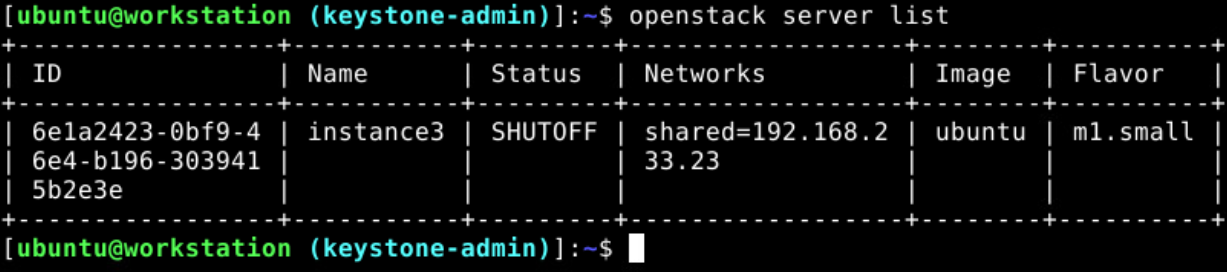 [ubuntu@workstation (keystone-admin)]:~$ openstack server list
+-----------------+-----------+---------+------------------+--------+----------+
| ID              | Name      | Status  | Networks         | Image  | Flavor   |
+-----------------+-----------+---------+------------------+--------+----------+
| 6e1a2423-0bf9-4 | instance3 | SHUTOFF | shared=192.168.2 | ubuntu | m1.small |
| 6e4-b196-303941 |           |         | 33.23            |        |          |
| 5b2e3e          |           |         |                  |        |          |
+-----------------+-----------+---------+------------------+--------+----------+
[ubuntu@workstation (keystone-admin)]:~$